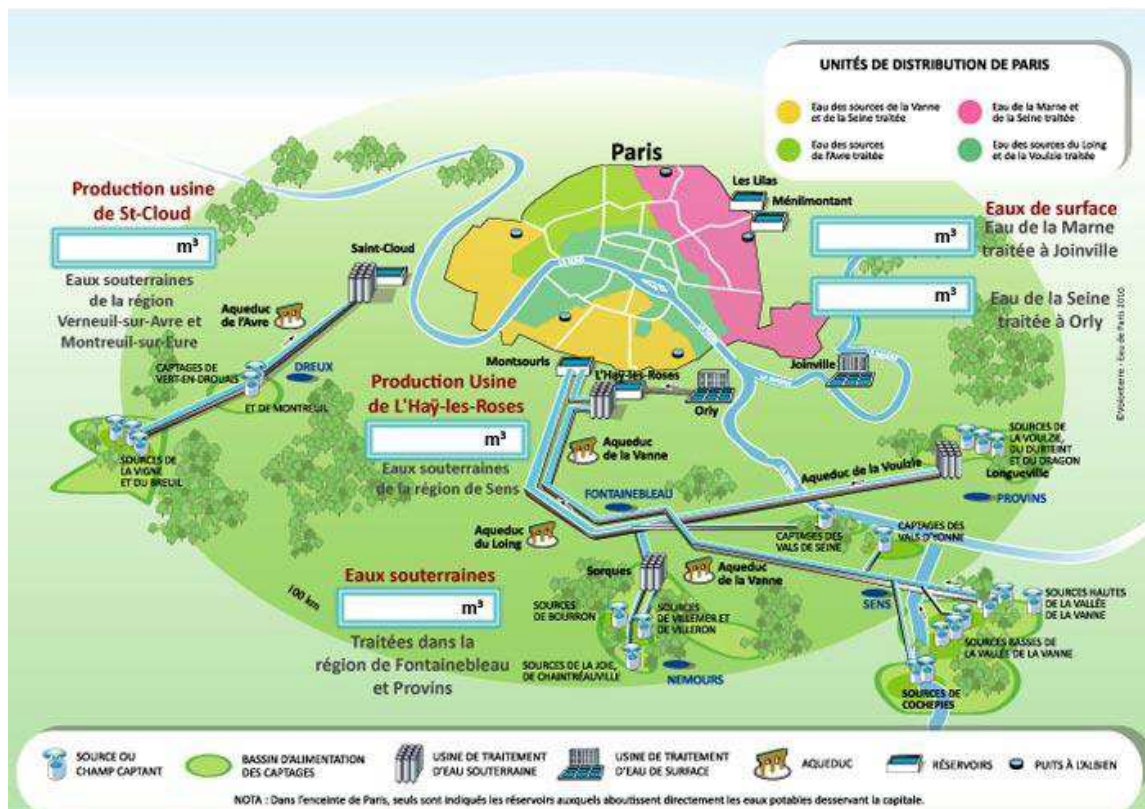 UNITÉS DE DISTRIBUTION DE PARIS
Eau des sources de la Vanne
et de la Seine traitée
Eau de la Marne et
de la Seine traitée
Eau des sources
de l'Avre traitée
Eau des sources du Loing
et de la Voulzie traitée
Paris
Les Lilas
Ménilmontant
Production usine
de St-Cloud
m³
Eaux souterraines
de la région
Verneuil-sur-Avre et
Montreuil-sur-Eure
Saint-Cloud
Aqueduc
de l'Avre
Eaux de surface
m³
Eau de la Marne
traitée à Joinville
m³
Eau de la Seine
traitée à Orly
CAPTAGES DE
VERT-EN-DROUAIS
DREUX
ET DE MONTREUIL
SOURCES DE
LA VIGNE
ET DU BREUIL
Montsouris
L'Haÿ-les-Roses
Orly
Joinville
Production Usine
de L'Haÿ-les-Roses
m³
Eaux souterraines
de la région de Sens
Aqueduc
de la Vanne
SOURCES DE
LA VOULZIE,
DU DURTEINT
ET DU DRAGON
Longueville
Aqueduc de la Voulzie
PROVINS
FONTAINEBLEAU
Aqueduc
du Loing
CAPTAGES DES
VALS DE SEINE
CAPTAGES DES
VALS D'YONNE
Sorques
Aqueduc
de la Vanne
SENS
SOURCES HAUTES
DE LA VALLÉE
DE LA VANNE
SOURCES BASSES DE
LA VALLÉE DE LA VANNE
SOURCES DE
COCHEPIES
100 km
Eaux souterraines
m³
Traitées dans la
région de Fontainebleau
et Provins
SOURCES
DE BOURRON
SOURCES
DE VILLEMER ET
DE VILLERON
SOURCES DE LA JOIE,
DE CHAINTRÉAUVILLE
NEMOURS
SOURCE OU
CHAMP CAPTANT
BASSIN D'ALIMENTATION
DES CAPTAGES
USINE DE TRAITEMENT
D'EAU SOUTERRAINE
USINE DE TRAITEMENT
D'EAU DE SURFACE
AQUEDUC
RÉSERVOIRS
PUITS À L'ALBIEN
NOTA : Dans l'enceinte de Paris, seuls sont indiqués les réservoirs auxquels aboutissent directement les eaux potables desservant la capitale.